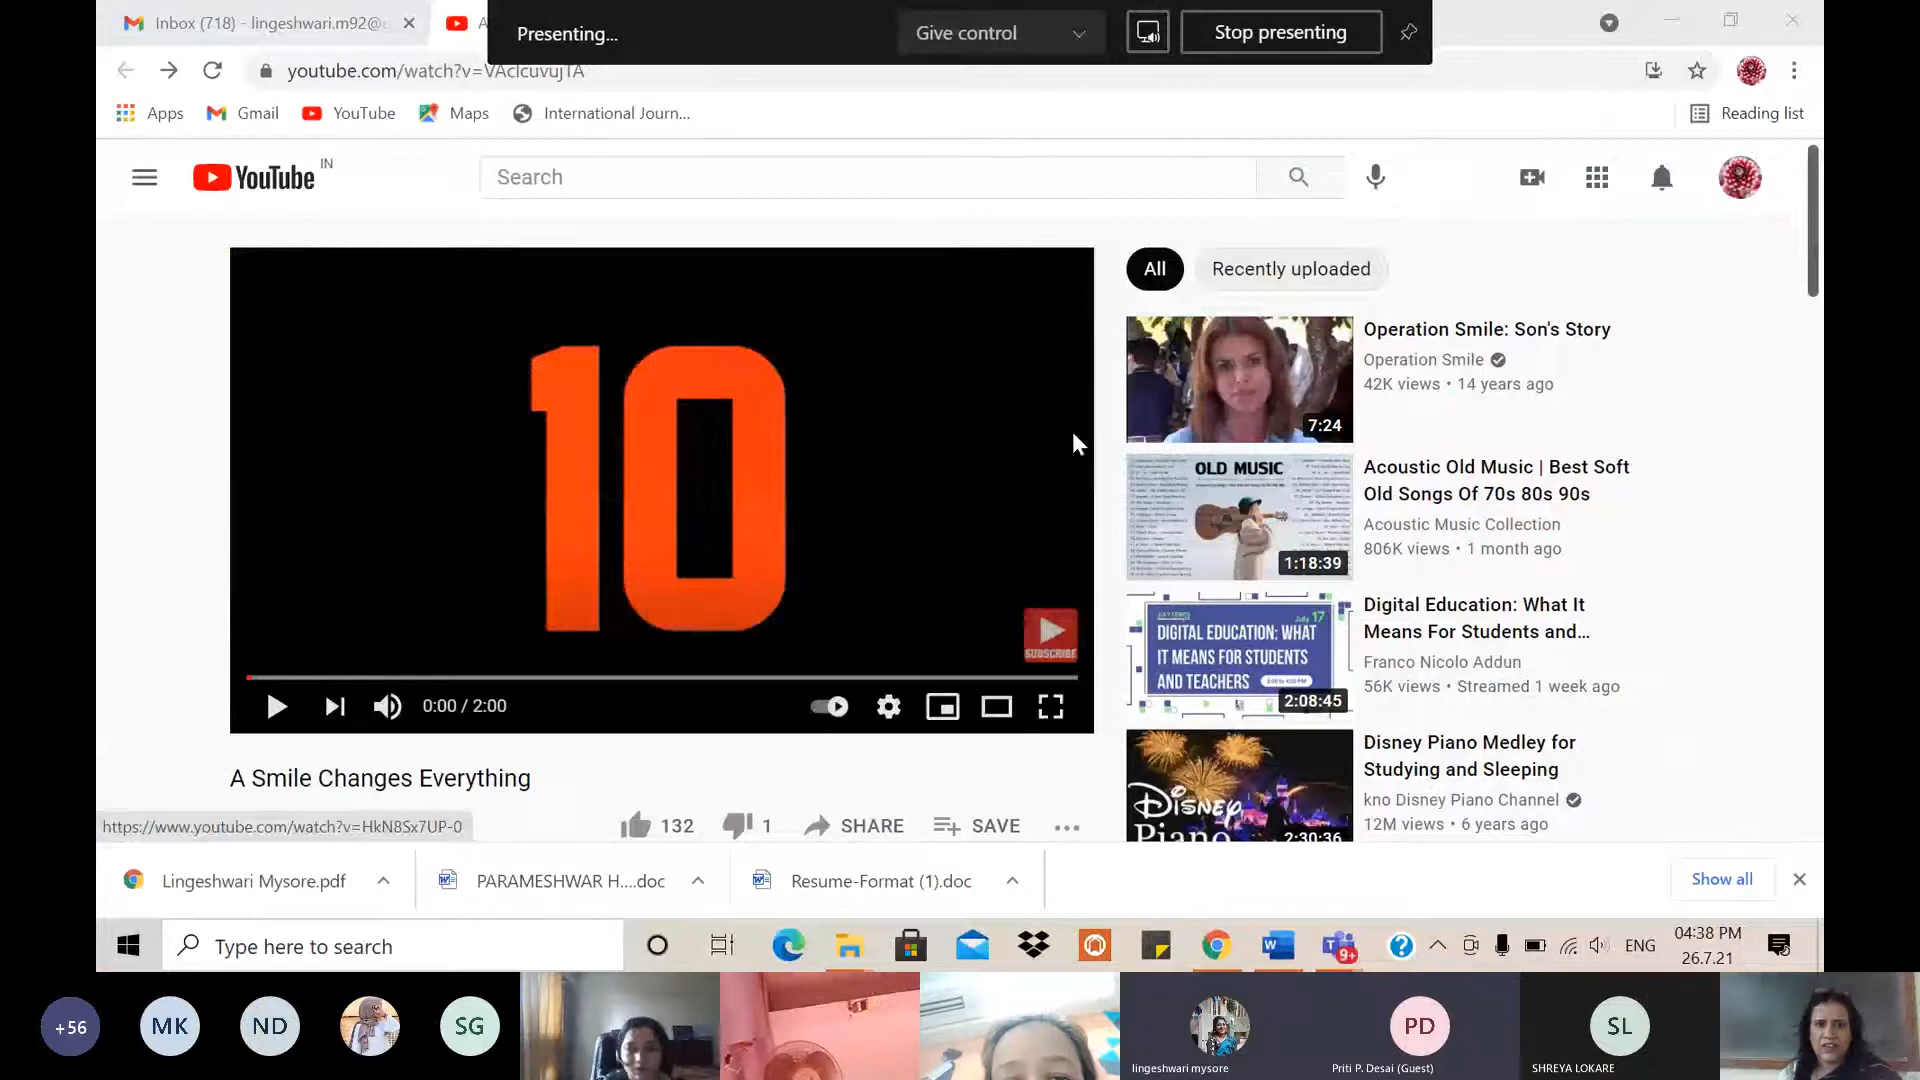 Inbox (718) - lingeshwari.m92@
Presenting...
Give control
Stop presenting
youtube.com/watch?v=VAclcuvujTA
Apps
Gmail
YouTube
Maps
International Journ...
Reading list
YouTube IN
Search
All
Recently uploaded
10
SUBSCRIBE
0:00 / 2:00
A Smile Changes Everything
132
1
SHARE
SAVE
https://www.youtube.com/watch?v=HkN8Sx7UP-0
Operation Smile: Son's Story
Operation Smile
42K views • 14 years ago
7:24
OLD MUSIC
1:18:39
Acoustic Old Music | Best Soft
Old Songs Of 70s 80s 90s
Acoustic Music Collection
806K views • 1 month ago
July 17
DIGITAL EDUCATION: WHAT
IT MEANS FOR STUDENTS
AND TEACHERS
2:08:45
Digital Education: What It
Means For Students and...
Franco Nicolo Addun
56K views • Streamed 1 week ago
Disney
Piano
2:30:36
Disney Piano Medley for
Studying and Sleeping
kno Disney Piano Channel
12M views • 6 years ago
Lingeshwari Mysore.pdf
PARAMESHWAR H....doc
Resume-Format (1).doc
Show all
Type here to search
9+
ENG
04:38 PM
26.7.21
+56
MK
ND
SG
lingeshwari mysore
PD
Priti P. Desai (Guest)
SL
SHREYA LOKARE